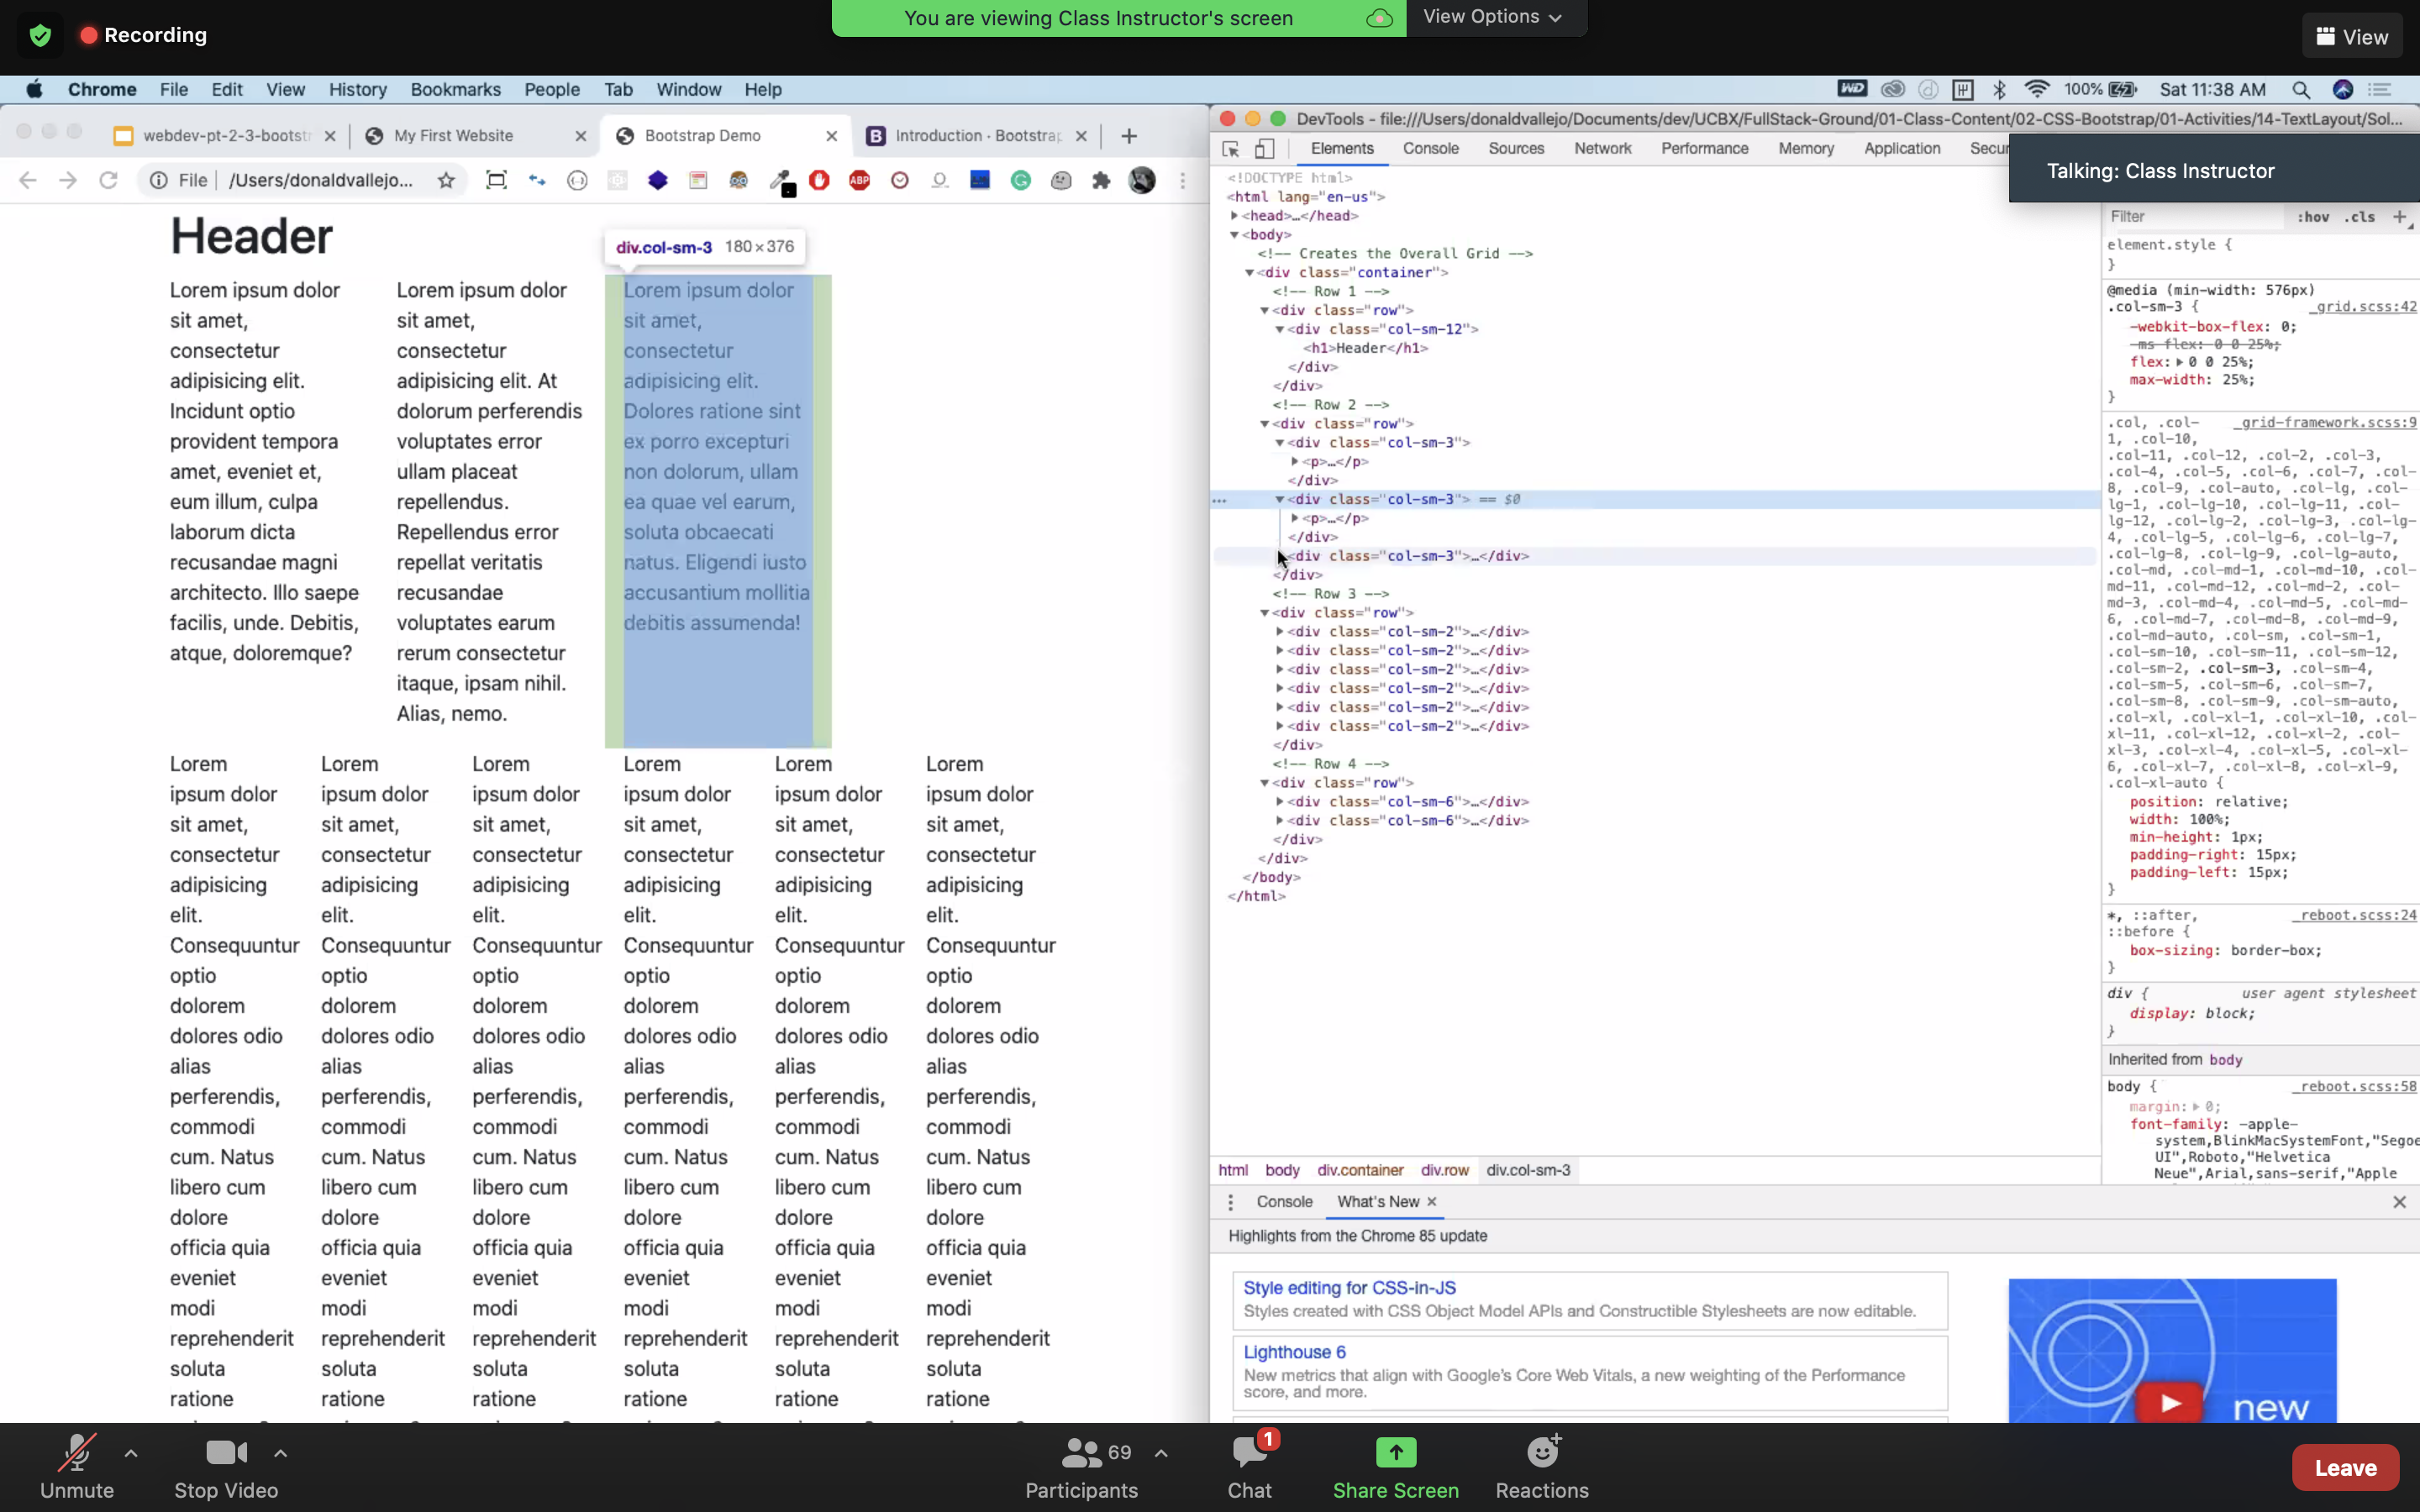 Recording
You are viewing Class Instructor's screen
View Options
View
Chrome File Edit View History Bookmarks People Tab Window Help
WD 100% Sat 11:38 AM
webdev-pt-2-3-bootst
My First Website
Bootstrap Demo
Introduction · Bootstrap
File /Users/donaldvallejo...
ABP
Header
div.col-sm-3 180 × 376
Lorem ipsum dolor
sit amet,
consectetur
adipisicing elit.
Incidunt optio
provident tempora
amet, eveniet et,
eum illum, culpa
laborum dicta
recusandae magni
architecto. Illo saepe
facilis, unde. Debitis,
atque, doloremque?
Lorem ipsum dolor
sit amet,
consectetur
adipisicing elit. At
dolorum perferendis
voluptates error
ullam placeat
repellendus.
Repellendus error
repellat veritatis
recusandae
voluptates earum
rerum consectetur
itaque, ipsam nihil.
Alias, nemo.
Lorem ipsum dolor
sit amet,
consectetur
adipisicing elit.
Dolores ratione sint
ex porro excepturi
non dolorum, ullam
ea quae vel earum,
soluta obcaecati
natus. Eligendi iusto
accusantium mollitia
debitis assumenda!
Lorem Lorem Lorem Lorem Lorem Lorem
ipsum dolor ipsum dolor ipsum dolor ipsum dolor ipsum dolor ipsum dolor
sit amet, sit amet, sit amet, sit amet, sit amet, sit amet,
consectetur consectetur consectetur consectetur consectetur consectetur
adipisicing adipisicing adipisicing adipisicing adipisicing adipisicing
elit. elit. elit. elit. elit. elit.
Consequuntur Consequuntur Consequuntur Consequuntur Consequuntur Consequuntur
optio optio optio optio optio optio
dolorem dolorem dolorem dolorem dolorem dolorem
dolores odio dolores odio dolores odio dolores odio dolores odio dolores odio
alias alias alias alias alias alias
perferendis, perferendis, perferendis, perferendis, perferendis, perferendis,
commodi commodi commodi commodi commodi commodi
cum. Natus cum. Natus cum. Natus cum. Natus cum. Natus cum. Natus
libero cum libero cum libero cum libero cum libero cum libero cum
dolore dolore dolore dolore dolore dolore
officia quia officia quia officia quia officia quia officia quia officia quia
eveniet eveniet eveniet eveniet eveniet eveniet
modi modi modi modi modi modi
reprehenderit reprehenderit reprehenderit reprehenderit reprehenderit reprehenderit
soluta soluta soluta soluta soluta soluta
ratione ratione ratione ratione ratione ratione
DevTools - file:///Users/donaldvallejo/Documents/dev/UCBX/FullStack-Ground/01-Class-Content/02-CSS-Bootstrap/01-Activities/14-TextLayout/Sol...
Elements Console Sources Network Performance Memory Application Secur
Talking: Class Instructor
<!DOCTYPE html>
<html lang="en-us">
<head>…</head>
<body>
<!-- Creates the Overall Grid -->
<div class="container">
<!-- Row 1 -->
<div class="row">
<div class="col-sm-12">
<h1>Header</h1>
</div>
</div>
<!-- Row 2 -->
<div class="row">
<div class="col-sm-3">
<p>…</p>
</div>
<div class="col-sm-3"> == $0
<p>…</p>
</div>
<div class="col-sm-3">…</div>
</div>
<!-- Row 3 -->
<div class="row">
<div class="col-sm-2">…</div>
<div class="col-sm-2">…</div>
<div class="col-sm-2">…</div>
<div class="col-sm-2">…</div>
<div class="col-sm-2">…</div>
<div class="col-sm-2">…</div>
</div>
<!-- Row 4 -->
<div class="row">
<div class="col-sm-6">…</div>
<div class="col-sm-6">…</div>
</div>
</div>
</body>
</html>
Filter :hov .cls +
element.style {
}
@media (min-width: 576px)
.col-sm-3 { _grid.scss:42
-webkit-box-flex: 0;
-ms-flex: 0 0 25%;
flex: 0 0 25%;
max-width: 25%;
}
.col, .col- _grid-framework.scss:9
1, .col-10,
.col-11, .col-12, .col-2, .col-3,
.col-4, .col-5, .col-6, .col-7, .col-
8, .col-9, .col-auto, .col-lg, .col-
lg-1, .col-lg-10, .col-lg-11, .col-
lg-12, .col-lg-2, .col-lg-3, .col-lg-
4, .col-lg-5, .col-lg-6, .col-lg-7,
.col-lg-8, .col-lg-9, .col-lg-auto,
.col-md, .col-md-1, .col-md-10, .col-
md-11, .col-md-12, .col-md-2, .col-
md-3, .col-md-4, .col-md-5, .col-md-
6, .col-md-7, .col-md-8, .col-md-9,
.col-md-auto, .col-sm, .col-sm-1,
.col-sm-10, .col-sm-11, .col-sm-12,
.col-sm-2, .col-sm-3, .col-sm-4,
.col-sm-5, .col-sm-6, .col-sm-7,
.col-sm-8, .col-sm-9, .col-sm-auto,
.col-xl, .col-xl-1, .col-xl-10, .col-
xl-11, .col-xl-12, .col-xl-2, .col-
xl-3, .col-xl-4, .col-xl-5, .col-xl-
6, .col-xl-7, .col-xl-8, .col-xl-9,
.col-xl-auto {
position: relative;
width: 100%;
min-height: 1px;
padding-right: 15px;
padding-left: 15px;
}
*, ::after, _reboot.scss:24
::before {
box-sizing: border-box;
}
div { user agent stylesheet
display: block;
}
Inherited from body
body { _reboot.scss:58
margin: 0;
font-family: -apple-
system,BlinkMacSystemFont,"Segoe
UI",Roboto,"Helvetica
Neue",Arial,sans-serif,"Apple
html body div.container div.row div.col-sm-3
Console What's New
Highlights from the Chrome 85 update
Style editing for CSS-in-JS
Styles created with CSS Object Model APIs and Constructible Stylesheets are now editable.
Lighthouse 6
New metrics that align with Google's Core Web Vitals, a new weighting of the Performance
score, and more.
new
Unmute
Stop Video
69
Participants
1
Chat
Share Screen
Reactions
Leave